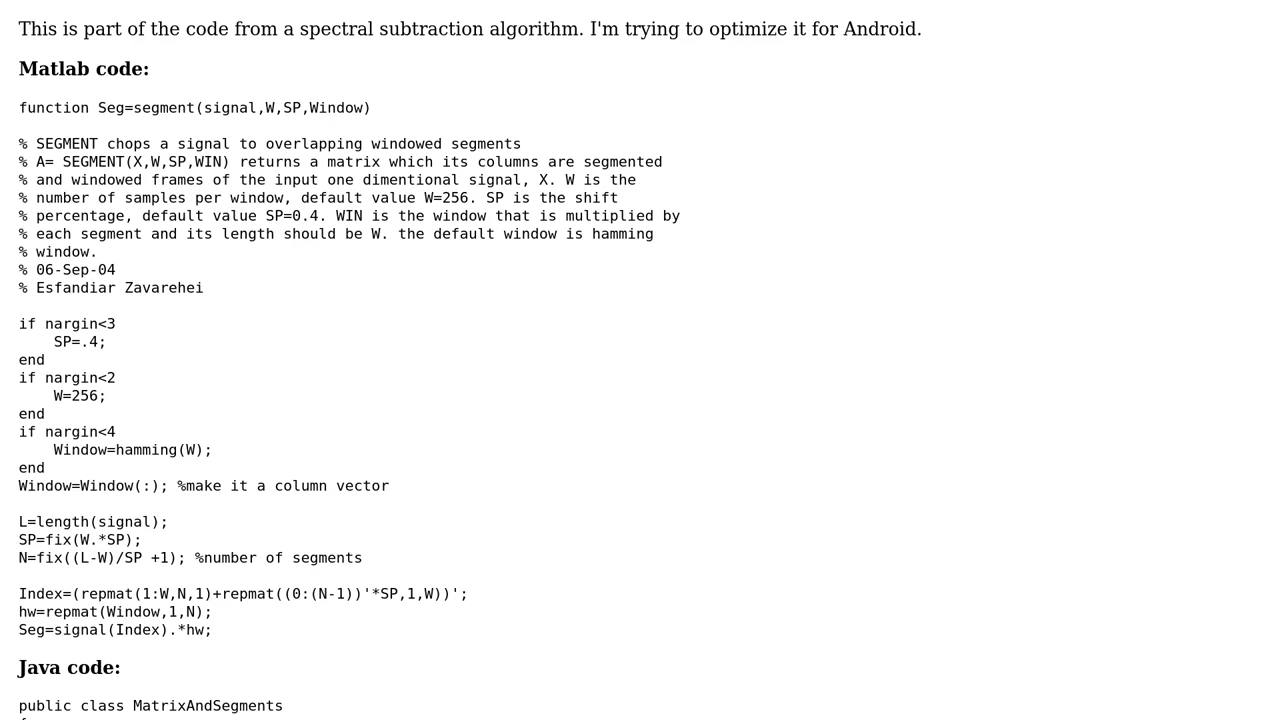 This is part of the code from a spectral subtraction algorithm. I'm trying to optimize it for Android.
Matlab code:
function Seg=segment(signal,W,SP,Window)
% SEGMENT chops a signal to overlapping windowed segments
% A= SEGMENT(X,W,SP,WIN) returns a matrix which its columns are segmented
% and windowed frames of the input one dimentional signal, X. W is the
% number of samples per window, default value W=256. SP is the shift
% percentage, default value SP=0.4. WIN is the window that is multiplied by
% each segment and its length should be W. the default window is hamming
% window.
% 06-Sep-04
% Esfandiar Zavarehei
if nargin<3
    SP=.4;
end
if nargin<2
    W=256;
end
if nargin<4
    Window=hamming(W);
end
Window=Window(:); %make it a column vector
L=length(signal);
SP=fix(W.*SP);
N=fix((L-W)/SP +1); %number of segments
Index=(repmat(1:W,N,1)+repmat((0:(N-1))'*SP,1,W))';
hw=repmat(Window,1,N);
Seg=signal(Index).*hw;
Java code:
public class MatrixAndSegments